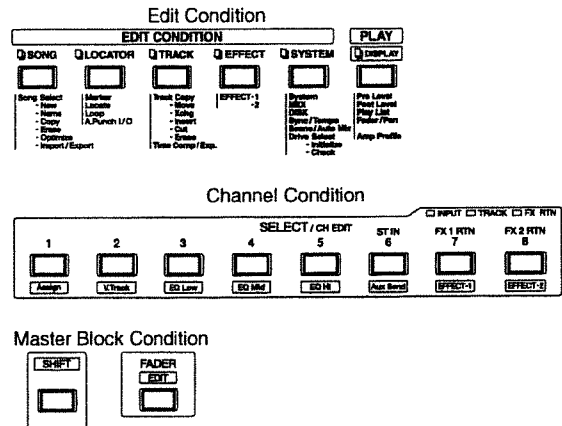 Edit Condition
EDIT CONDITION PLAY
SONG LOCATOR TRACK EFFECT SYSTEM DISPLAY
Song Select
- New
- Name
- Copy
- Erase
- Optimize
- Import/Export
Marker
Locate
Loop
A.Punch I/O
Track Copy
- Move
- Xchg
- Insert
- Cut
- Erase
Time Comp/Exp.
EFFECT-1
-2
System
MIDI
DISK
Sync/Tempo
Scene/Auto Mix
Drive Select
- Initialize
- Check
Pre Level
Post Level
Play List
Fader/Pan
Amp Profile
Channel Condition
INPUT TRACK FX RTN
SELECT / CH EDIT ST IN FX 1 RTN FX 2 RTN
1 2 3 4 5 6 7 8
Assign V.Track EQ Low EQ Mid EQ Hi Aux Send EFFECT-1 EFFECT-2
Master Block Condition
SHIFT FADER
EDIT